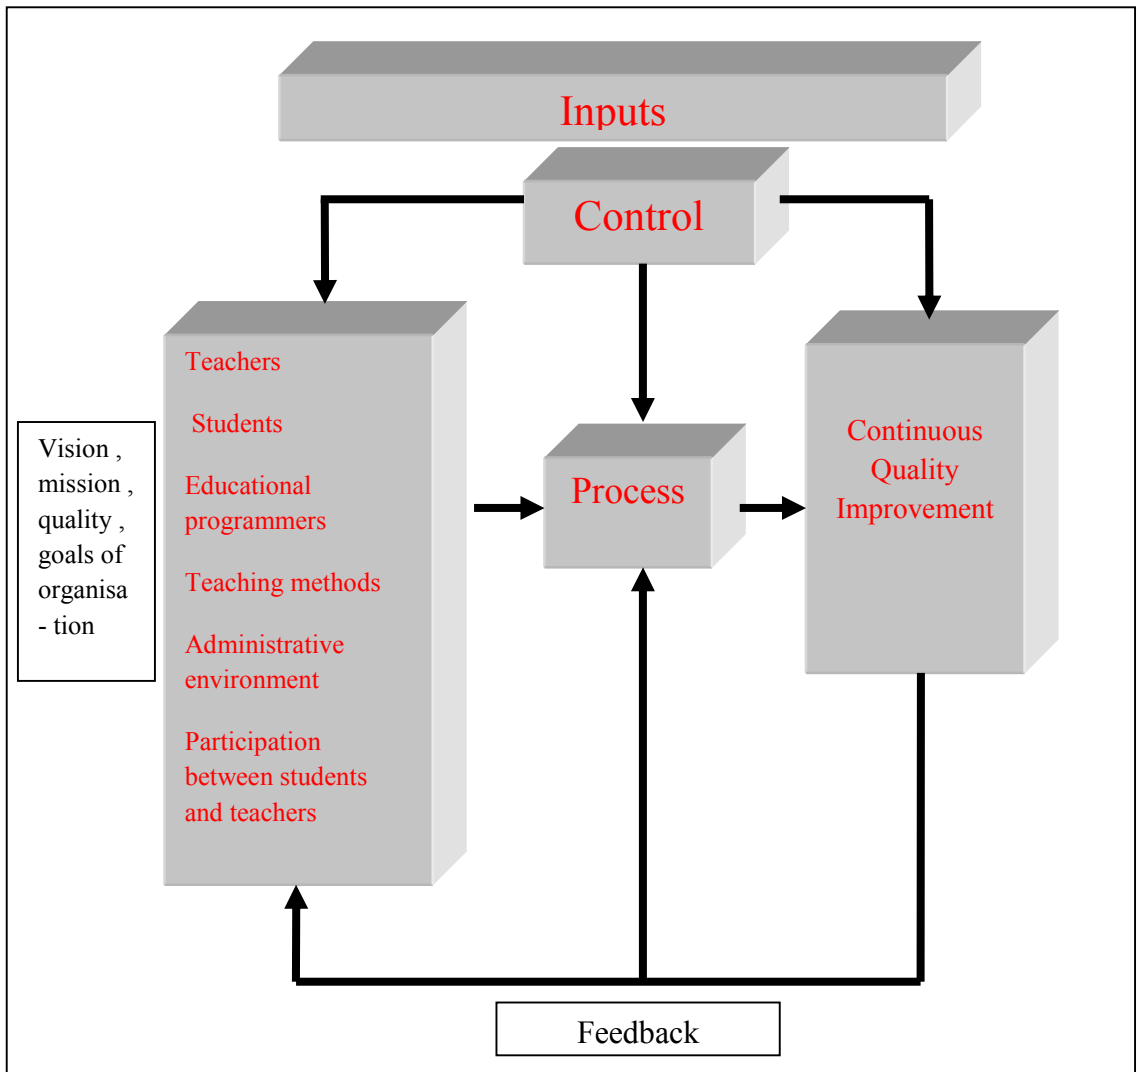 Inputs
Control
Teachers
Students
Educational
programmers
Teaching methods
Administrative
environment
Participation
between students
and teachers
Vision ,
mission ,
quality ,
goals of
organisa
- tion
Process
Continuous
Quality
Improvement
Feedback